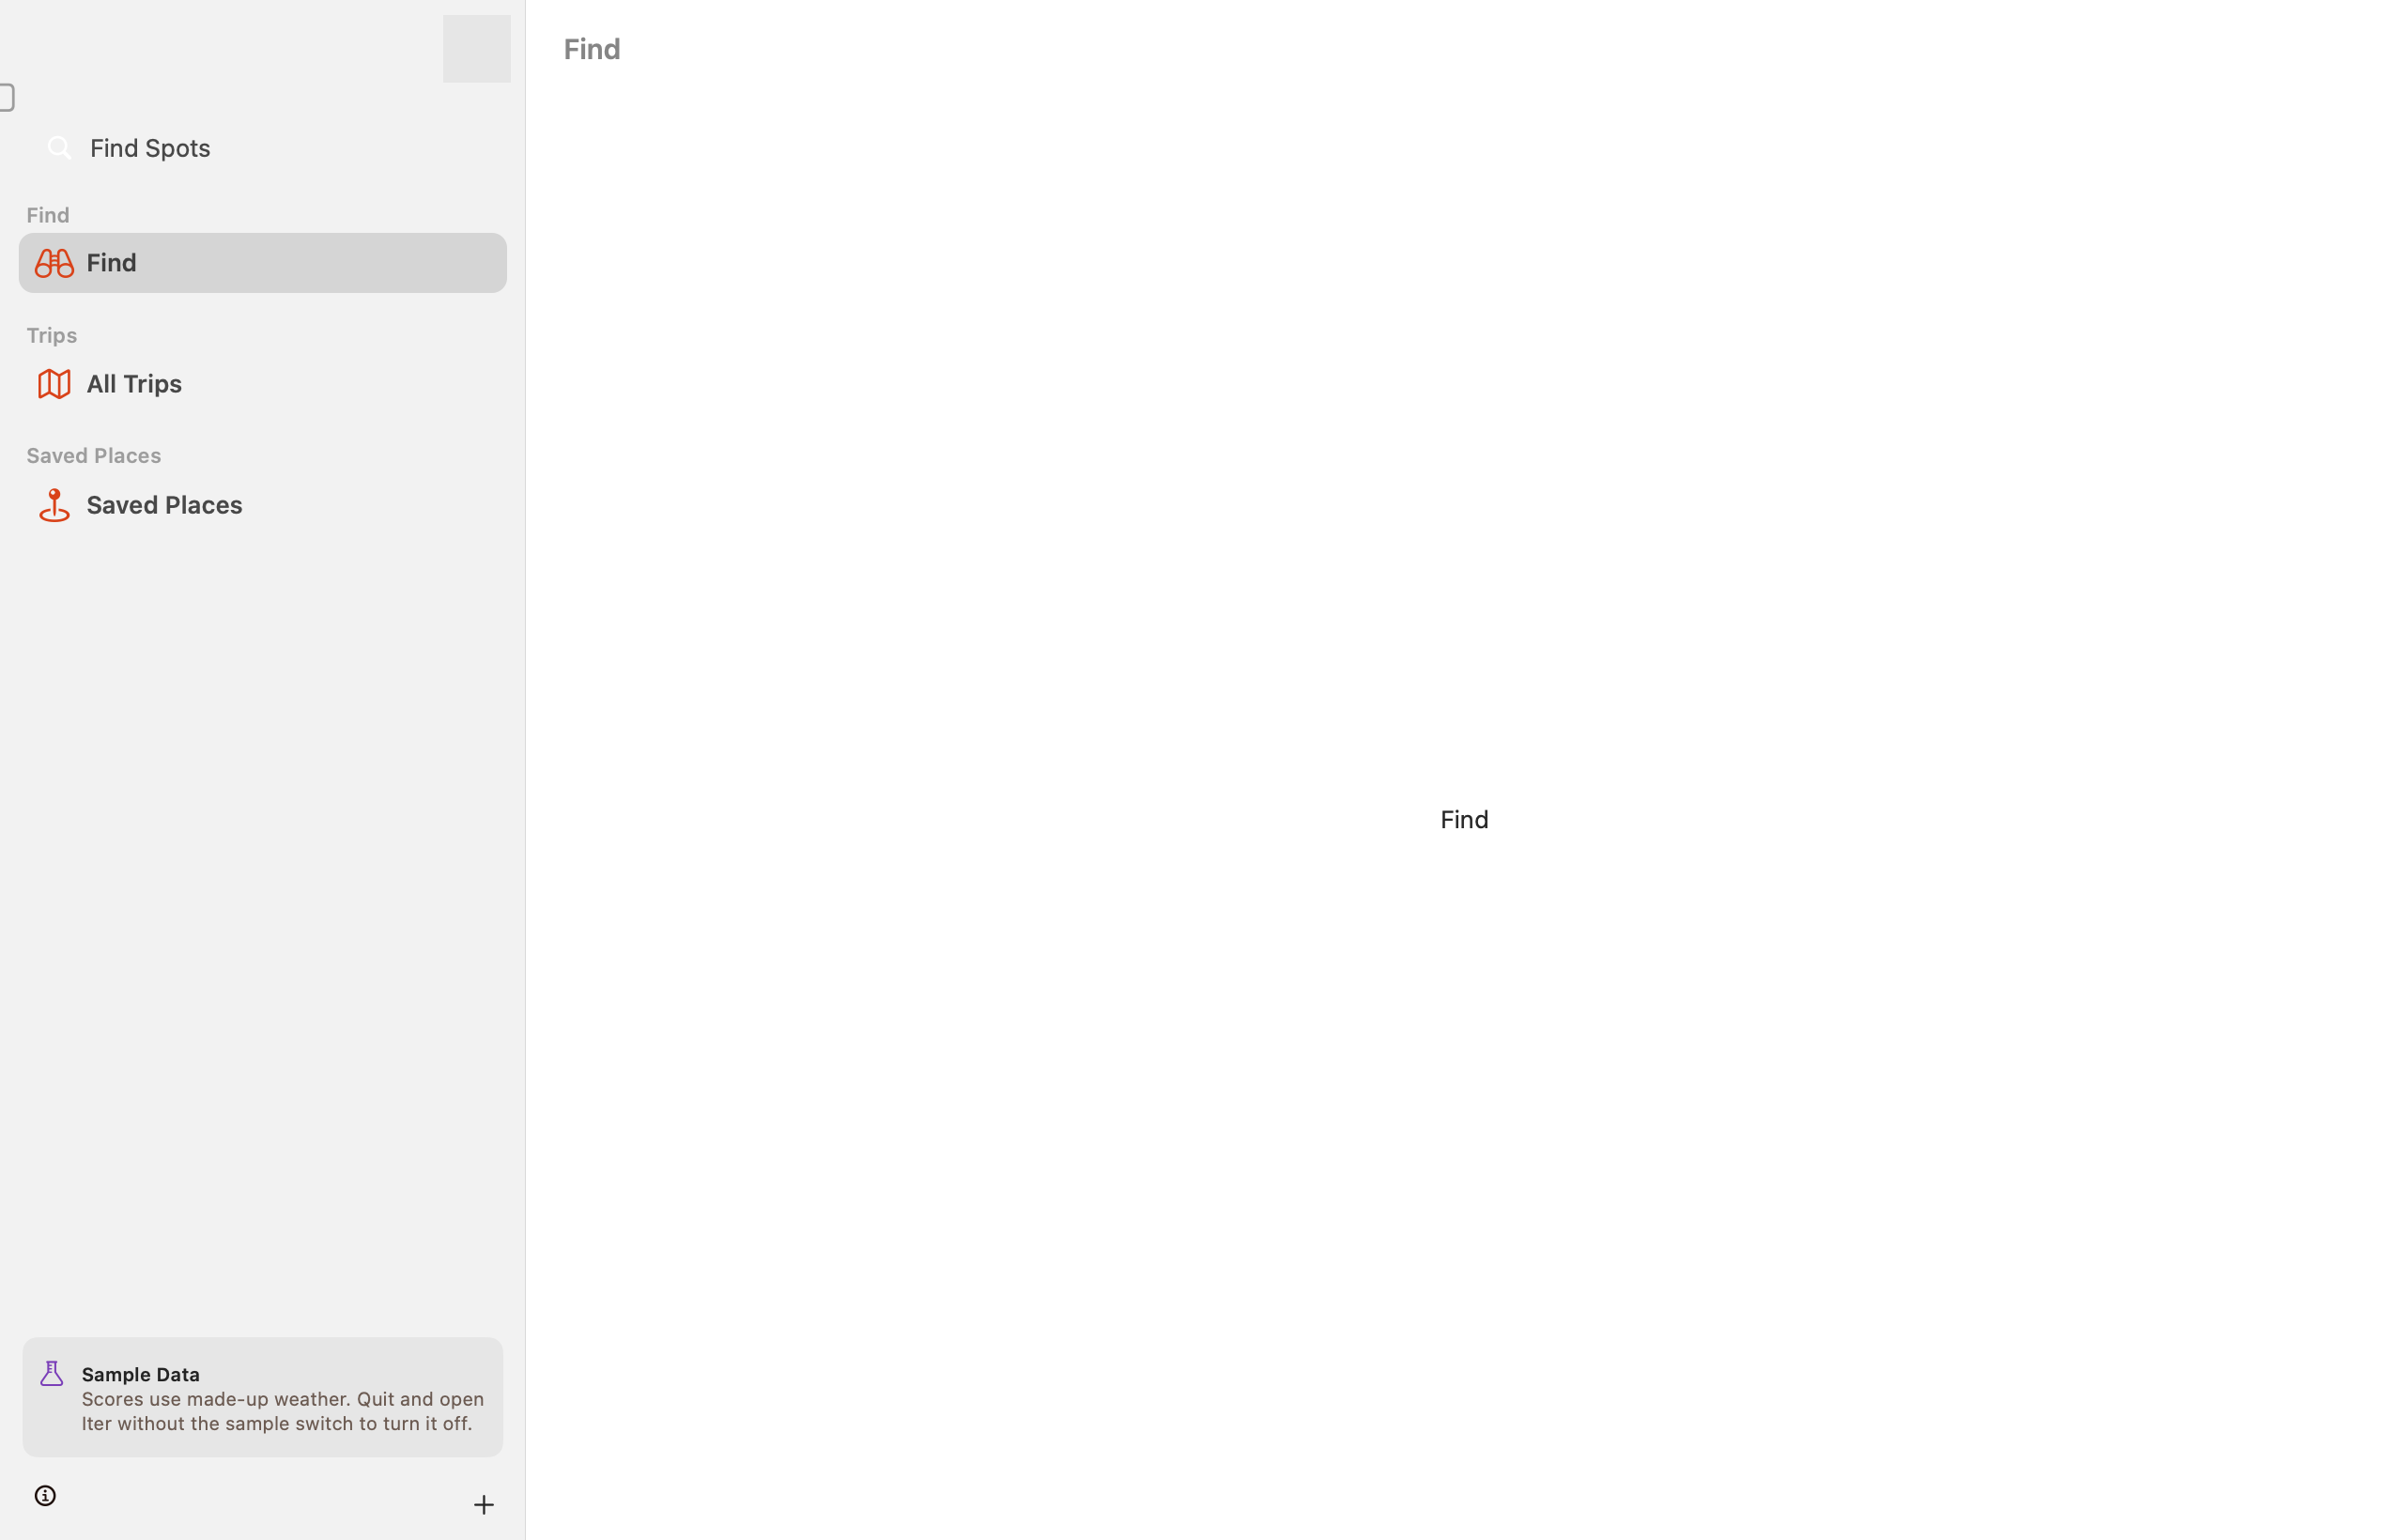 Find
Find Spots
Find
Find
Trips
All Trips
Saved Places
Saved Places
Find
Sample Data
Scores use made-up weather. Quit and open
Iter without the sample switch to turn it off.